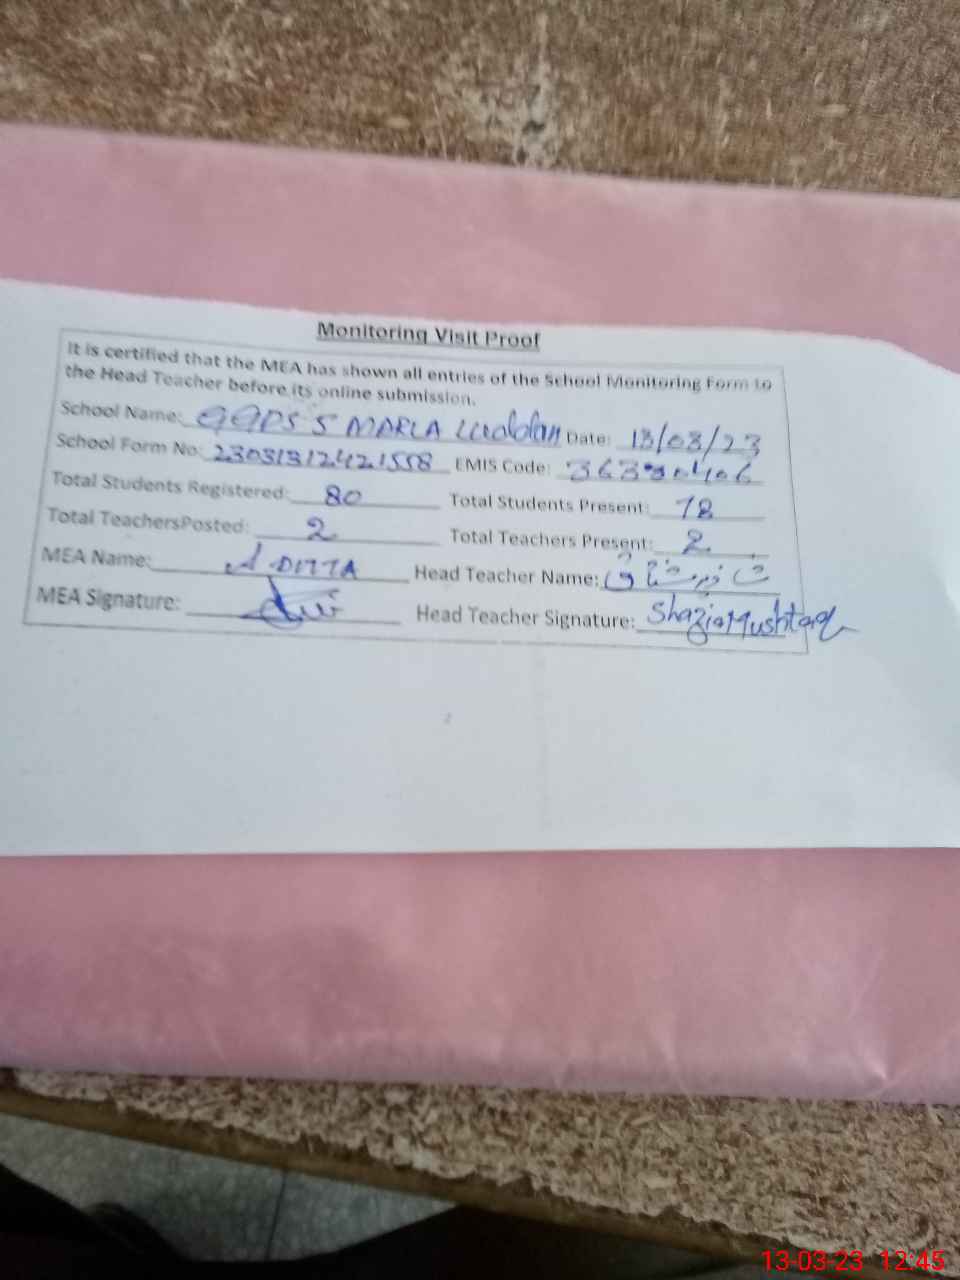 Monitoring Visit Proof
It is certified that the MEA has shown all entries of the School Monitoring Form to
the Head Teacher before its online submission.
School Name: GGPS 5 MARLA Luddan Date: 13/03/23
School Form No: EMIS Code:
Total Students Registered: 80 Total Students Present: 78
Total TeachersPosted: 2 Total Teachers Present: 2
MEA Name: A DITTA Head Teacher Name:
MEA Signature: Head Teacher Signature: Shazia Mushtaq
13-03-23 12:45